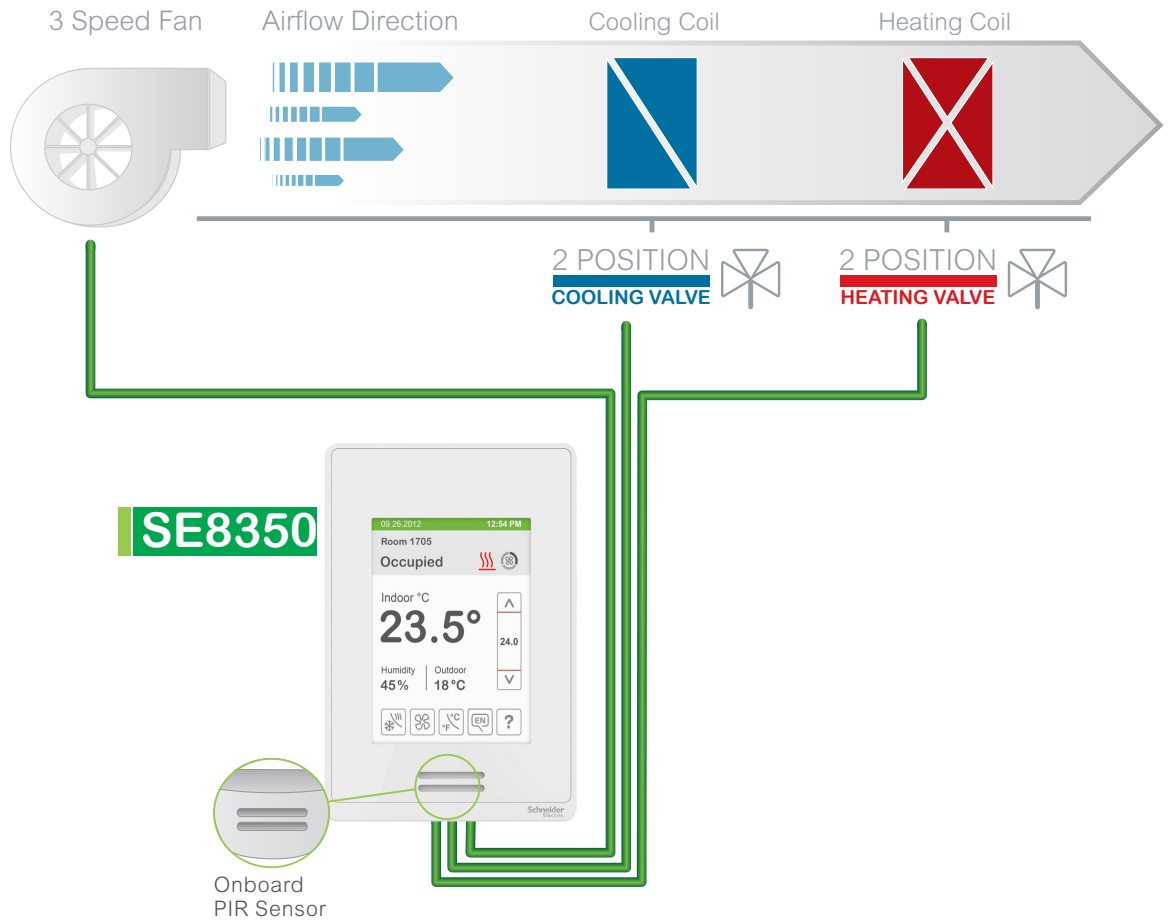 3 Speed Fan
Airflow Direction
Cooling Coil
Heating Coil
2 POSITION
COOLING VALVE
2 POSITION
HEATING VALVE
SE8350
09.26.2012 12:54 PM
Room 1705
Occupied
Indoor °C
23.5°
24.0
Humidity Outdoor
45% 18°C
°C
°F
EN
?
Schneider
Electric
Onboard
PIR Sensor